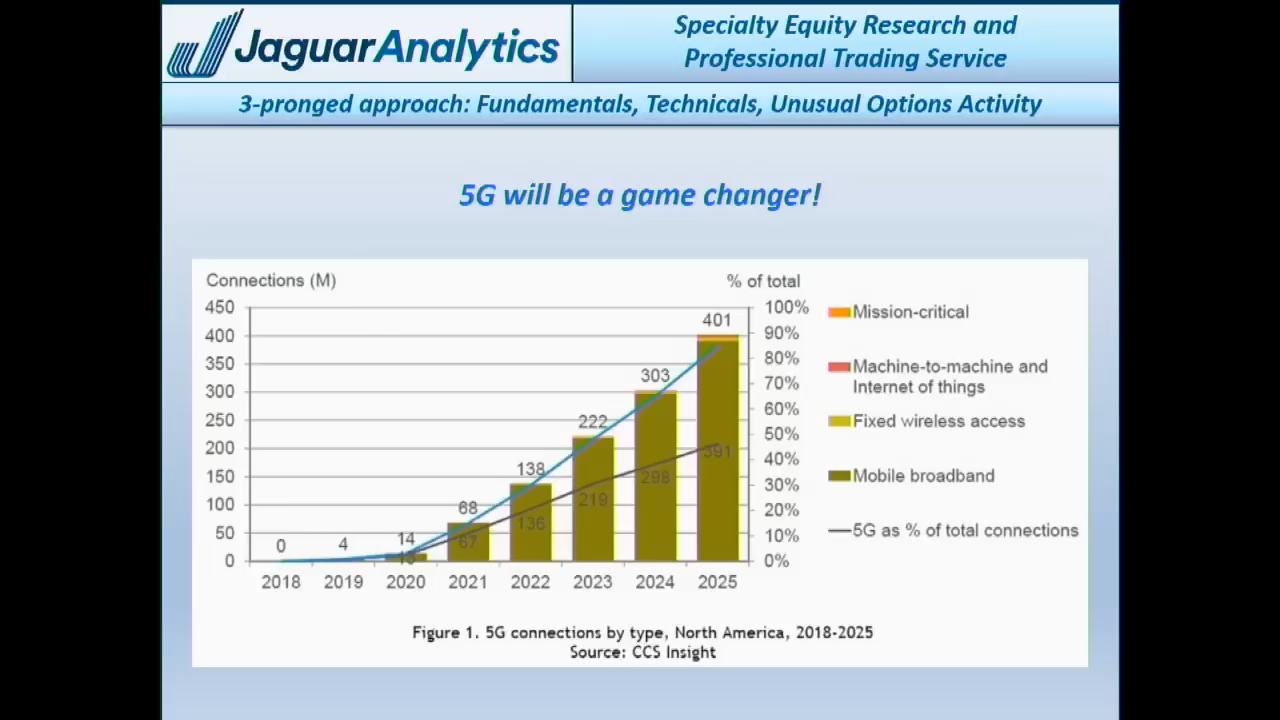 JaguarAnalytics
Specialty Equity Research and
Professional Trading Service
3-pronged approach: Fundamentals, Technicals, Unusual Options Activity
5G will be a game changer!
Connections (M)
% of total
450
400
350
300
250
200
150
100
50
0
0
4
14
68
138
222
303
401
13
67
136
219
298
391
100%
90%
80%
70%
60%
50%
40%
30%
20%
10%
0%
2018 2019 2020 2021 2022 2023 2024 2025
Mission-critical
Machine-to-machine and
Internet of things
Fixed wireless access
Mobile broadband
5G as % of total connections
Figure 1. 5G connections by type, North America, 2018-2025
Source: CCS Insight